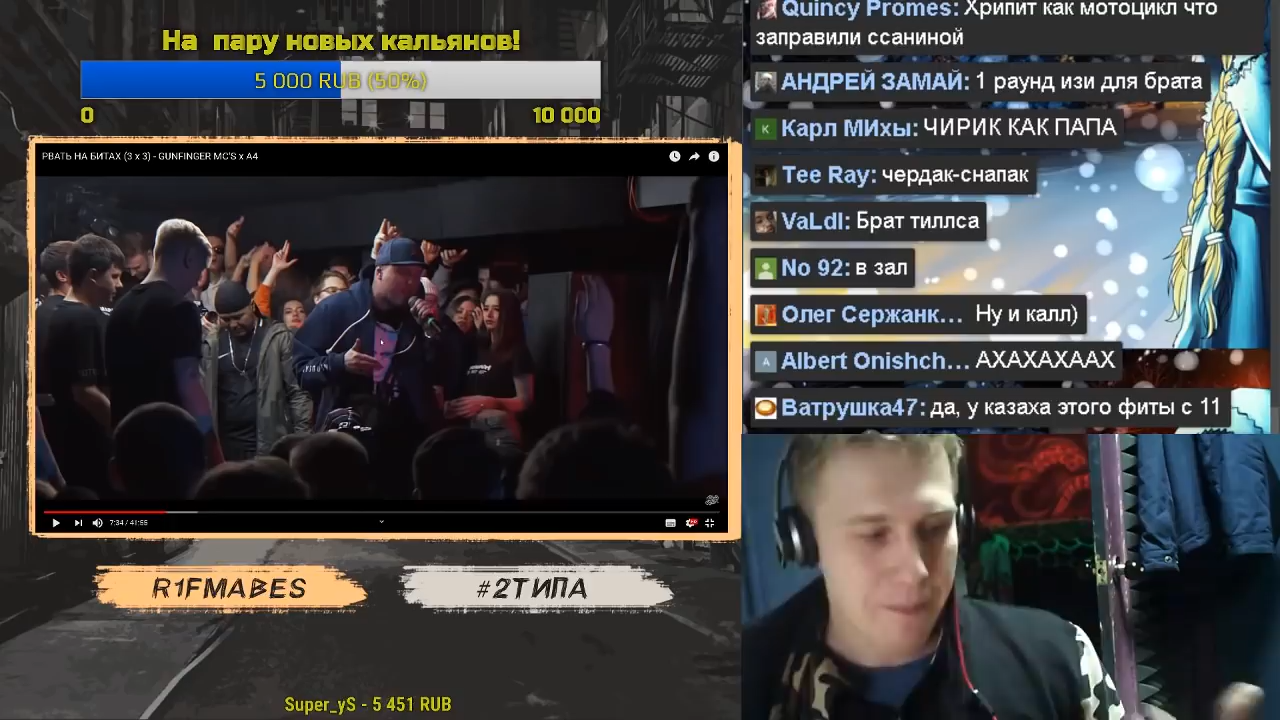 На пару новых кальянов!
5 000 RUB (50%)
0
10 000
РВАТЬ НА БИТАХ (3 x 3) - GUNFINGER MC'S x A4
7:34 / 41:55
R1FMABES
#2ТИПА
Super_yS - 5 451 RUB
Quincy Promes: Хрипит как мотоцикл что
заправили ссаниной
АНДРЕЙ ЗАМАЙ: 1 раунд изи для брата
К
Карл МИхы: ЧИРИК КАК ПАПА
Tee Ray: чердак-снапак
VaLdI: Брат тиллса
No 92: в зал
Олег Сержанк… Ну и калл)
A
Albert Onishch… АХАХАХААХ
Ватрушка47: да, у казаха этого фиты с 11